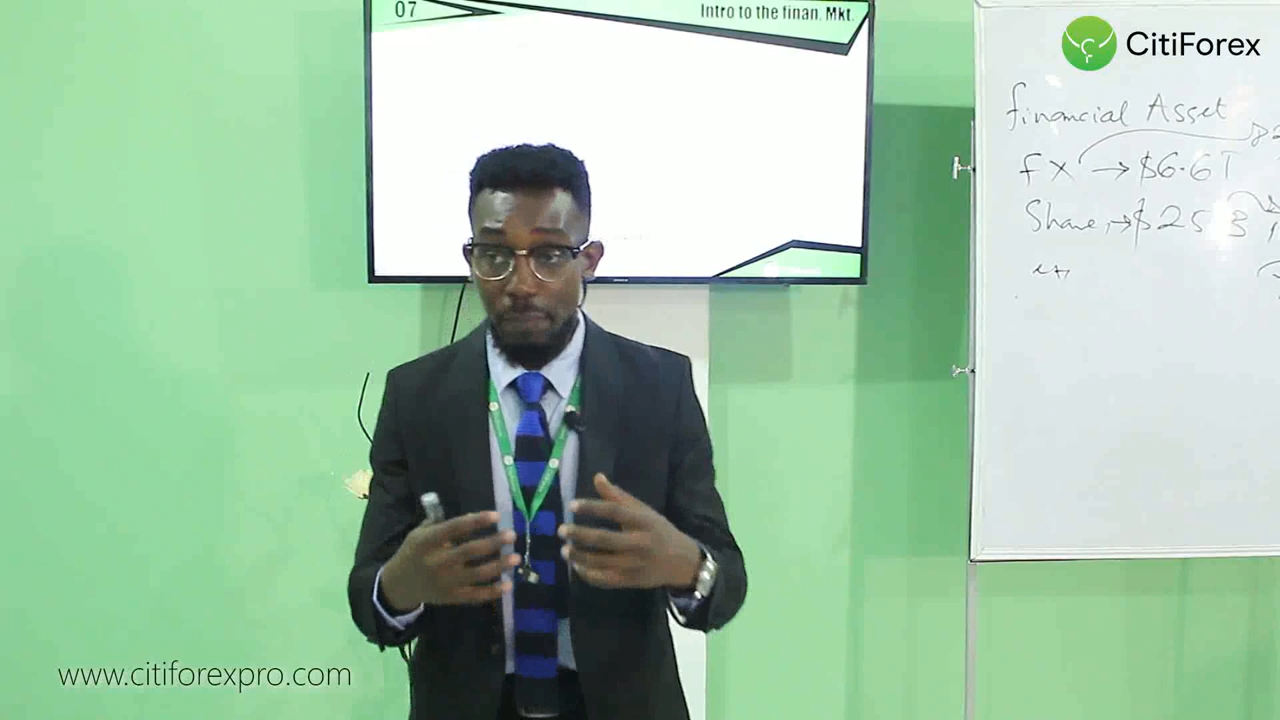 07
Intro to the finan. Mkt.
CitiForex
financial Asset
FX → $6.6T
Share → $25 B
www.citiforexpro.com